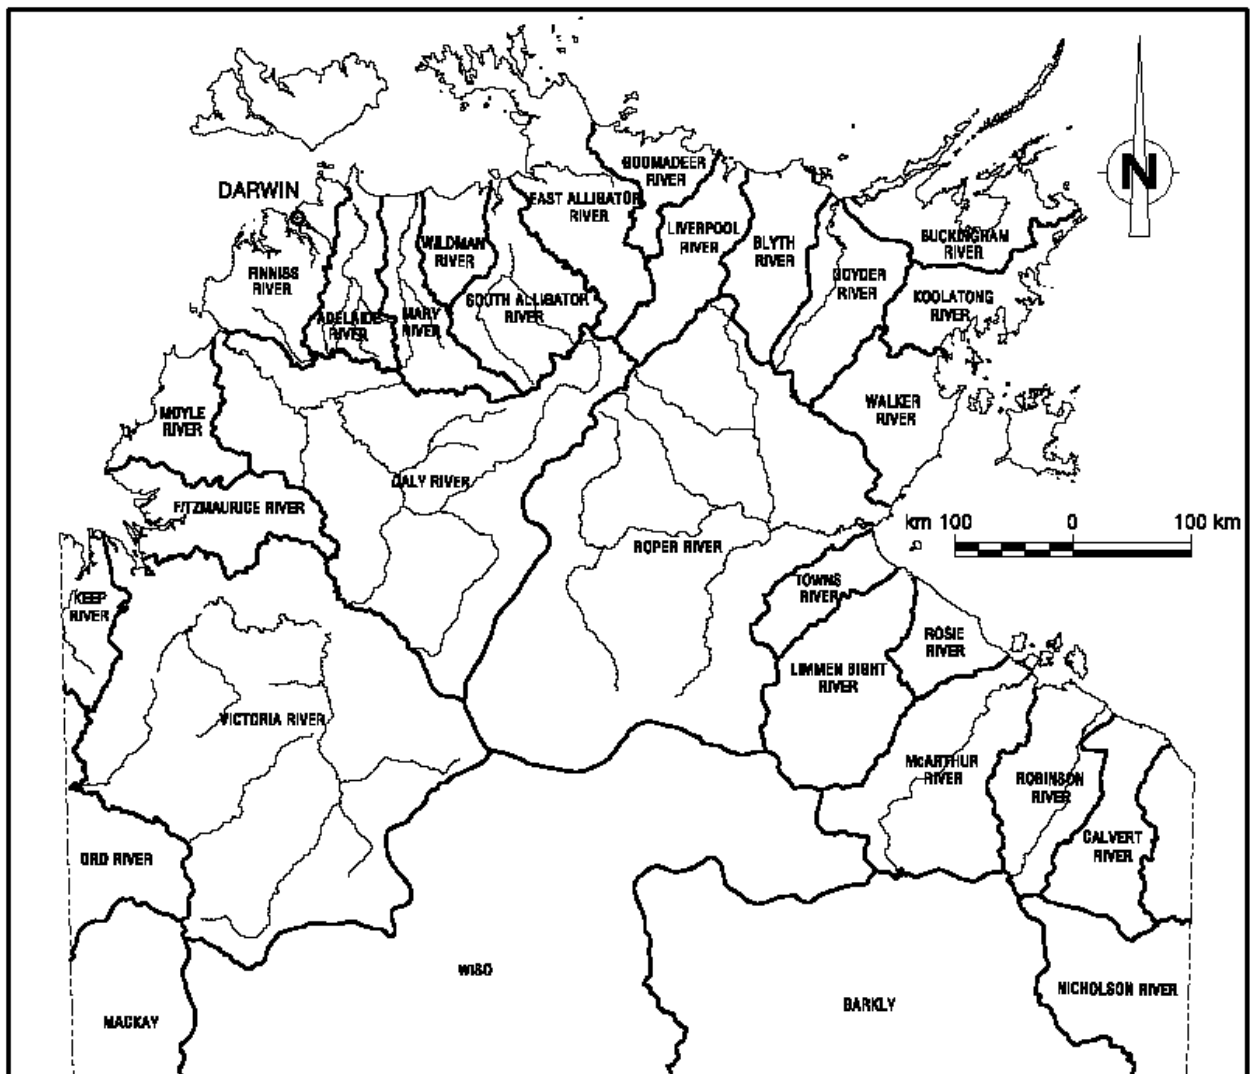 N
DARWIN
GOOMADEER
RIVER
EAST ALLIGATOR
RIVER
LIVERPOOL
RIVER
BLYTH
RIVER
BUCKINGHAM
RIVER
WILDMAN
RIVER
FINNISS
RIVER
GOYDER
RIVER
KOOLATONG
RIVER
SOUTH ALLIGATOR
RIVER
ADELAIDE
RIVER
MARY
RIVER
MOYLE
RIVER
WALKER
RIVER
DALY RIVER
FITZMAURICE RIVER
km 100 0 100 km
ROPER RIVER
KEEP
RIVER
TOWNS
RIVER
ROSIE
RIVER
LIMMEN BIGHT
RIVER
VICTORIA RIVER
McARTHUR
RIVER
ROBINSON
RIVER
CALVERT
RIVER
ORD RIVER
WISO
NICHOLSON RIVER
BARKLY
MACKAY